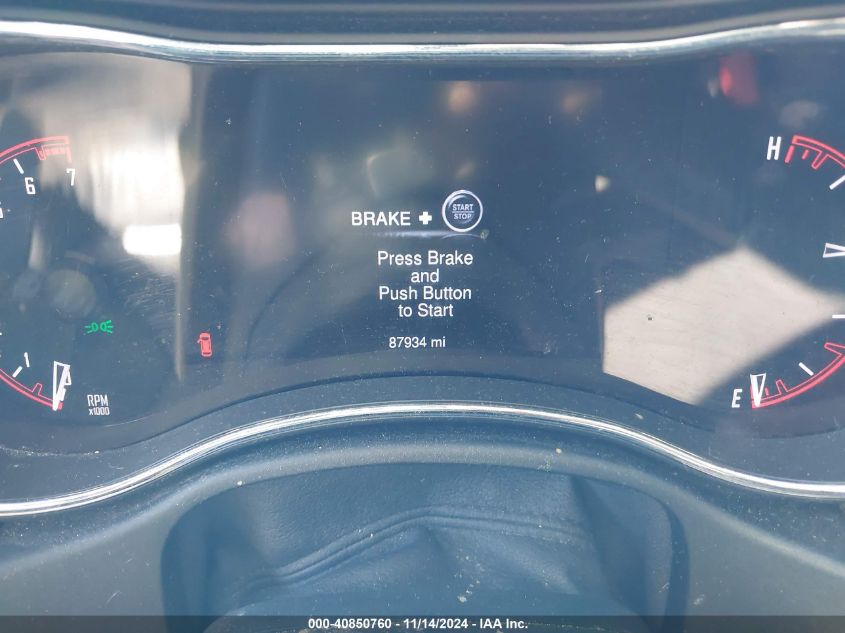 H
6 7
BRAKE + START STOP
Press Brake
and
Push Button
to Start
87934 mi
1
RPM
x1000
E
000-40850760 - 11/14/2024 - IAA Inc.